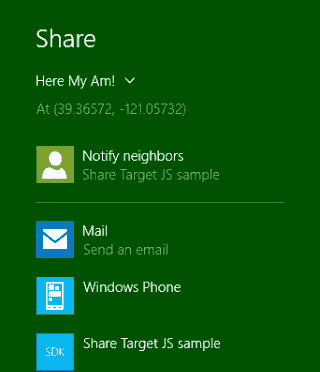 Share
Here My Am!
At (39.36572, -121.05732)
Notify neighbors
Share Target JS sample
Mail
Send an email
Windows Phone
SDK
Share Target JS sample